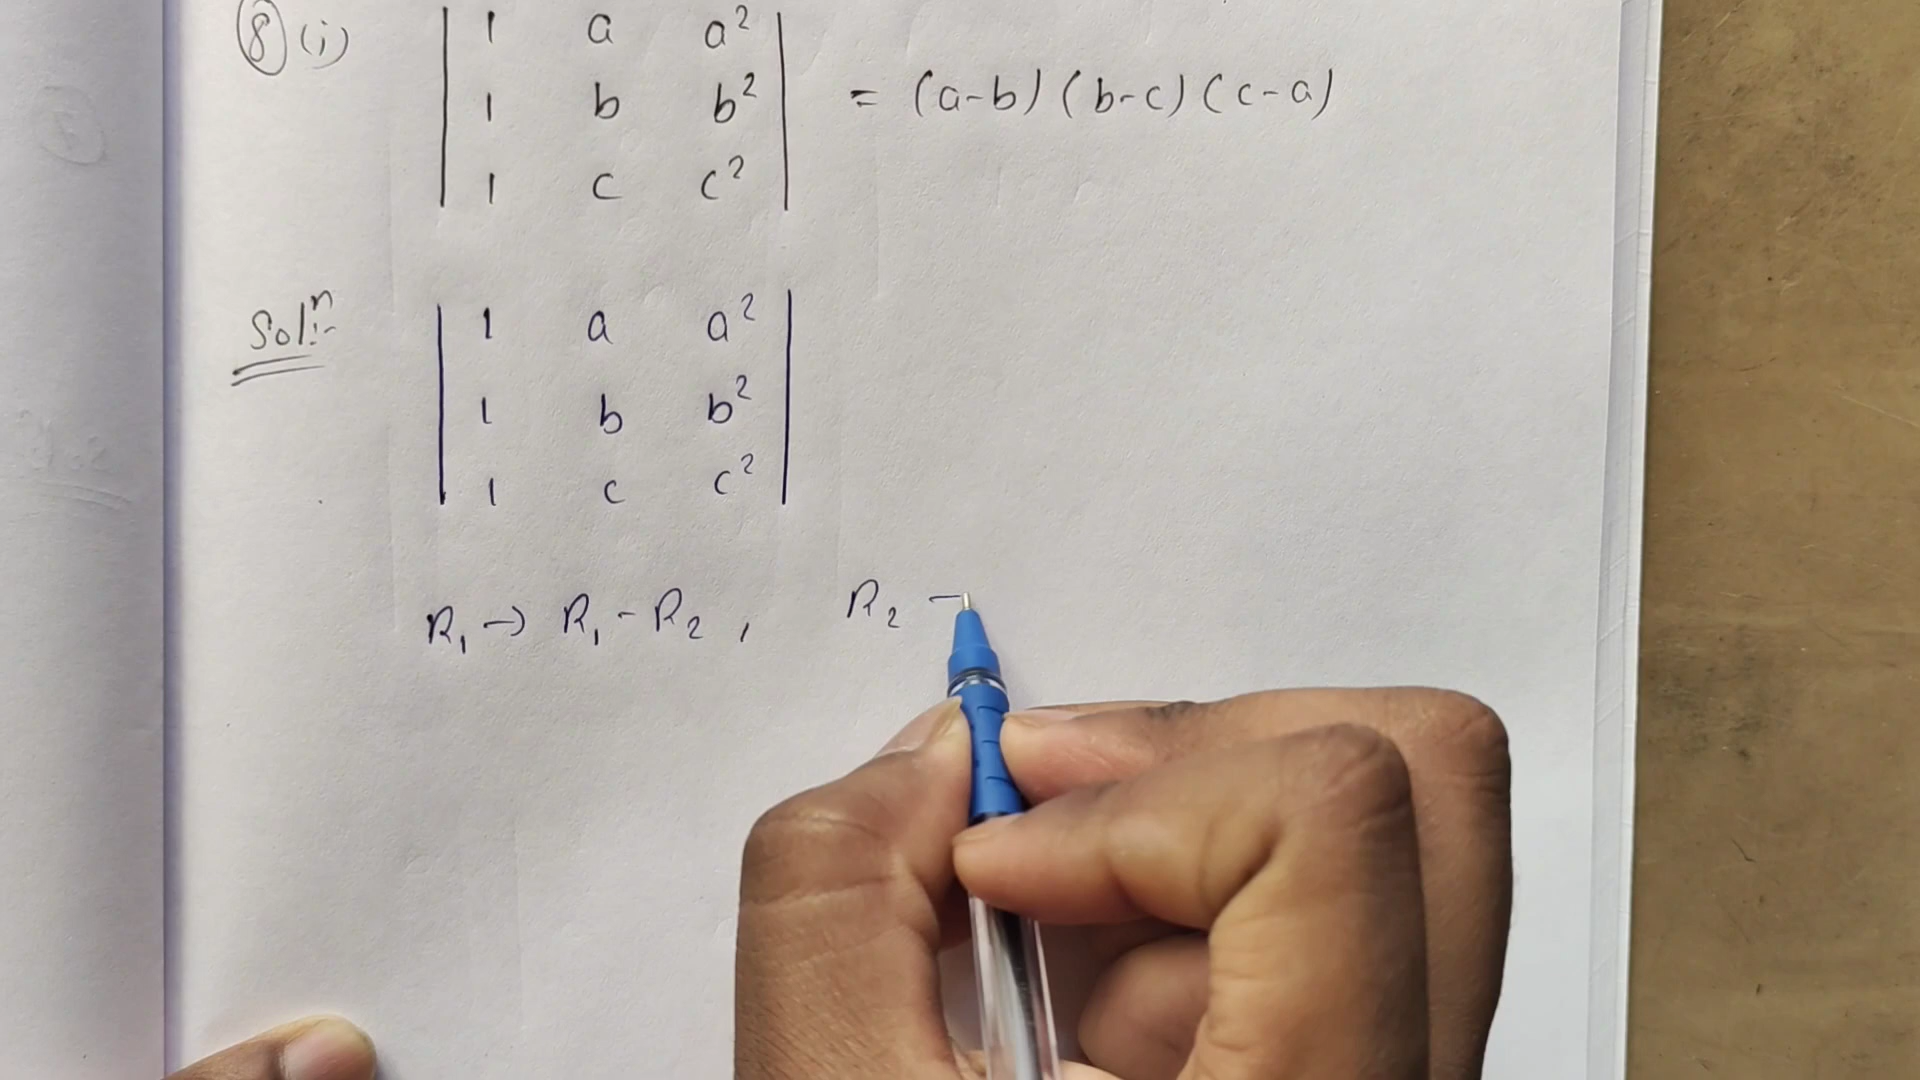 8 (i) | 1 a a² |
| 1 b b² | = (a-b) (b-c) (c-a)
| 1 c c² |
Solⁿ:- | 1 a a² |
| 1 b b² |
| 1 c c² |
R₁ → R₁ - R₂ , R₂ -